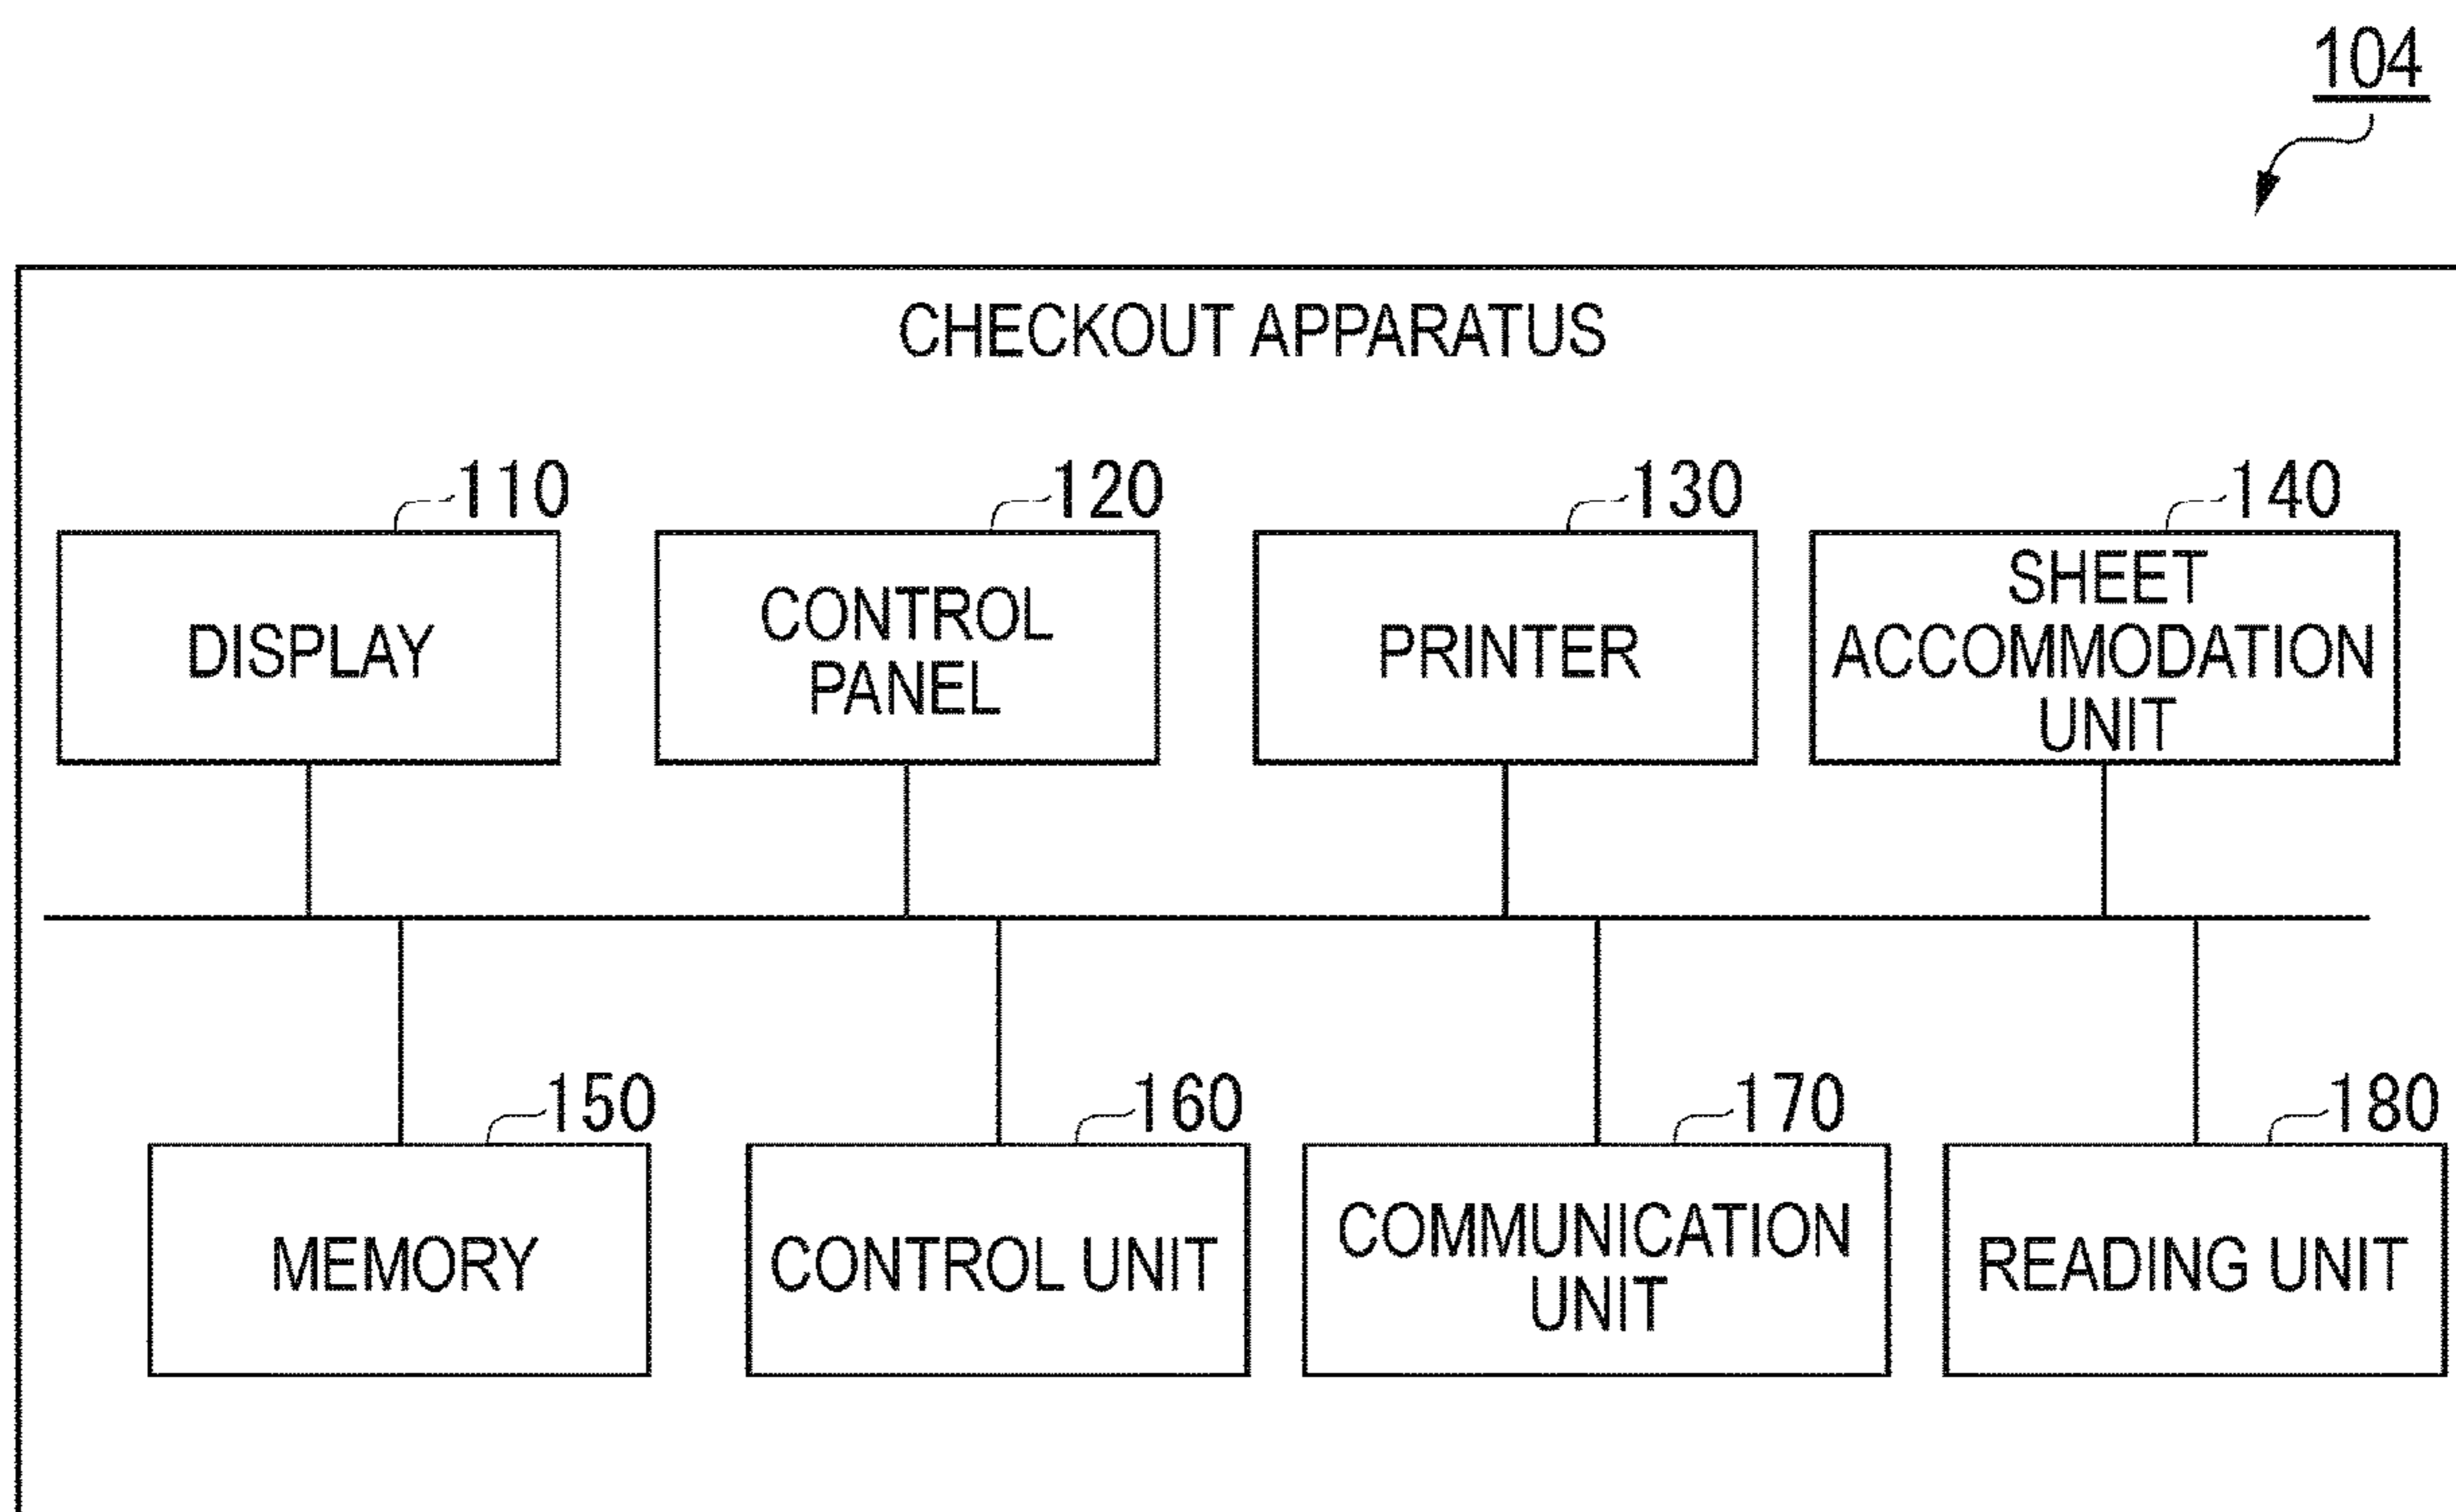 104
CHECKOUT APPARATUS
110
120
130
140
DISPLAY
CONTROL
PANEL
PRINTER
SHEET
ACCOMMODATION
UNIT
150
160
170
180
MEMORY
CONTROL UNIT
COMMUNICATION
UNIT
READING UNIT